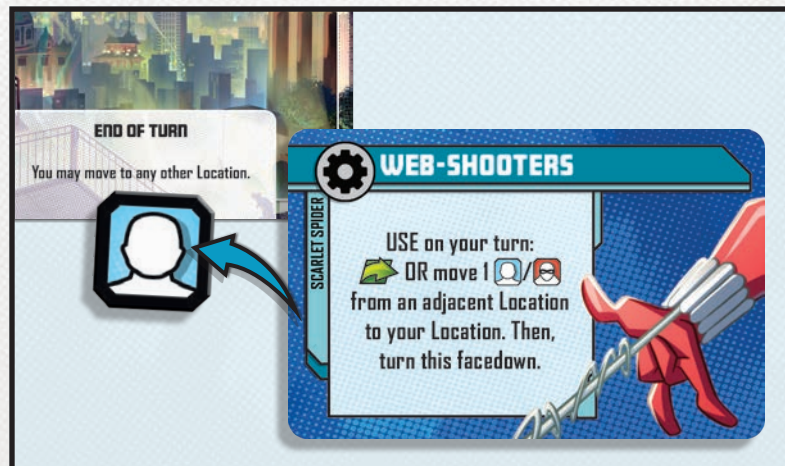 END OF TURN
You may move to any other Location.
WEB-SHOOTERS
SCARLET SPIDER
USE on your turn:
OR move 1 /
from an adjacent Location
to your Location. Then,
turn this facedown.